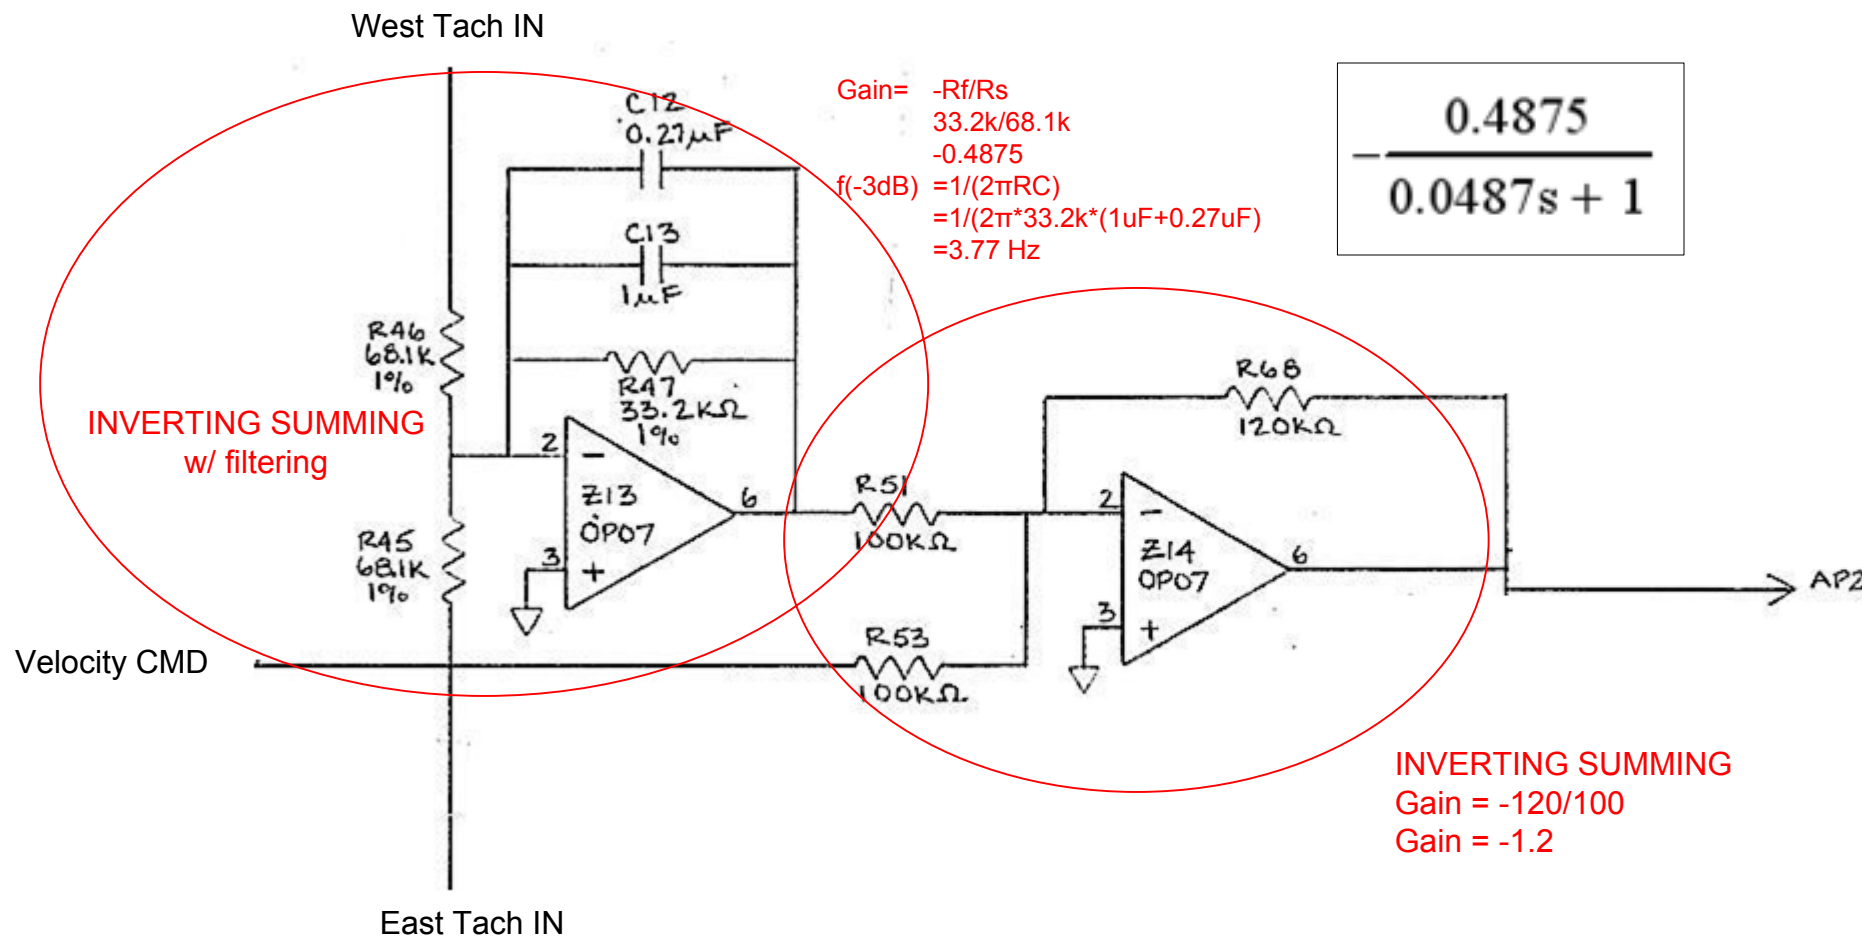 West Tach IN
C12
0.27µF
Gain= -Rf/Rs
33.2k/68.1k
-0.4875
f(-3dB) =1/(2πRC)
=1/(2π*33.2k*(1uF+0.27uF)
=3.77 Hz
0.4875
0.0487s + 1
C13
1µF
R46
68.1K
1%
R47
33.2KΩ
1%
INVERTING SUMMING
w/ filtering
2
-
Z13
OP07
3
+
6
R45
68.1K
1%
R51
100KΩ
R68
120KΩ
2
-
Z14
OP07
3
+
6
AP2
R53
100KΩ
Velocity CMD
INVERTING SUMMING
Gain = -120/100
Gain = -1.2
East Tach IN